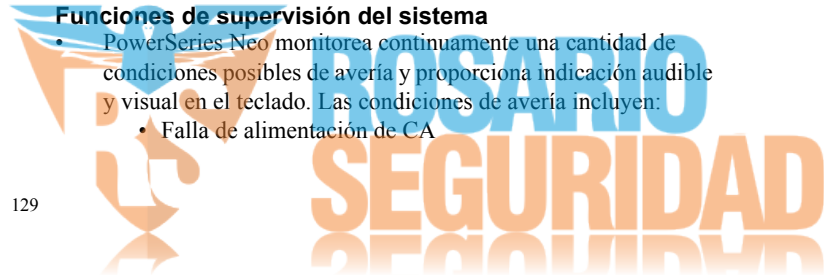 Funciones de supervisión del sistema
• PowerSeries Neo monitorea continuamente una cantidad de
condiciones posibles de avería y proporciona indicación audible
y visual en el teclado. Las condiciones de avería incluyen:
• Falla de alimentación de CA
129
RS
ROSARIO
SEGURIDAD